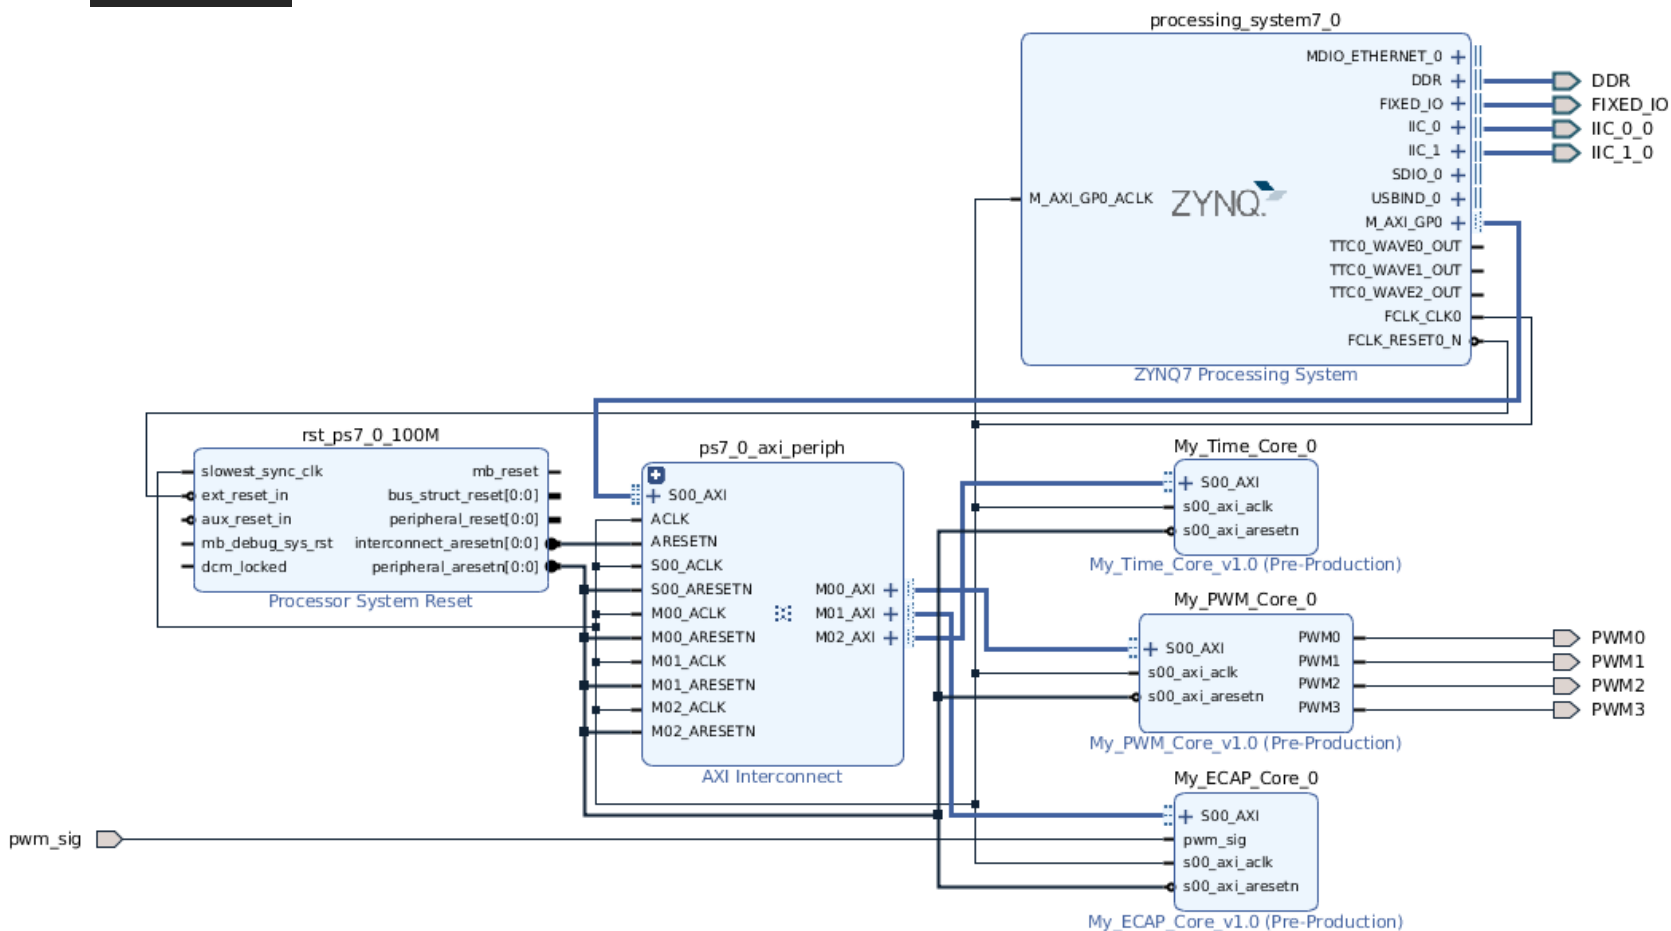 processing_system7_0
MDIO_ETHERNET_0
DDR
FIXED_IO
IIC_0
IIC_1
SDIO_0
USBIND_0
M_AXI_GP0
TTC0_WAVE0_OUT
TTC0_WAVE1_OUT
TTC0_WAVE2_OUT
FCLK_CLK0
FCLK_RESET0_N
M_AXI_GP0_ACLK
ZYNQ.
ZYNQ7 Processing System
DDR
FIXED_IO
IIC_0_0
IIC_1_0
rst_ps7_0_100M
slowest_sync_clk
ext_reset_in
aux_reset_in
mb_debug_sys_rst
dcm_locked
mb_reset
bus_struct_reset[0:0]
peripheral_reset[0:0]
interconnect_aresetn[0:0]
peripheral_aresetn[0:0]
Processor System Reset
ps7_0_axi_periph
S00_AXI
ACLK
ARESETN
S00_ACLK
S00_ARESETN
M00_ACLK
M00_ARESETN
M01_ACLK
M01_ARESETN
M02_ACLK
M02_ARESETN
M00_AXI
M01_AXI
M02_AXI
AXI Interconnect
My_Time_Core_0
S00_AXI
s00_axi_aclk
s00_axi_aresetn
My_Time_Core_v1.0 (Pre-Production)
My_PWM_Core_0
S00_AXI
s00_axi_aclk
s00_axi_aresetn
PWM0
PWM1
PWM2
PWM3
My_PWM_Core_v1.0 (Pre-Production)
PWM0
PWM1
PWM2
PWM3
My_ECAP_Core_0
S00_AXI
pwm_sig
s00_axi_aclk
s00_axi_aresetn
My_ECAP_Core_v1.0 (Pre-Production)
pwm_sig